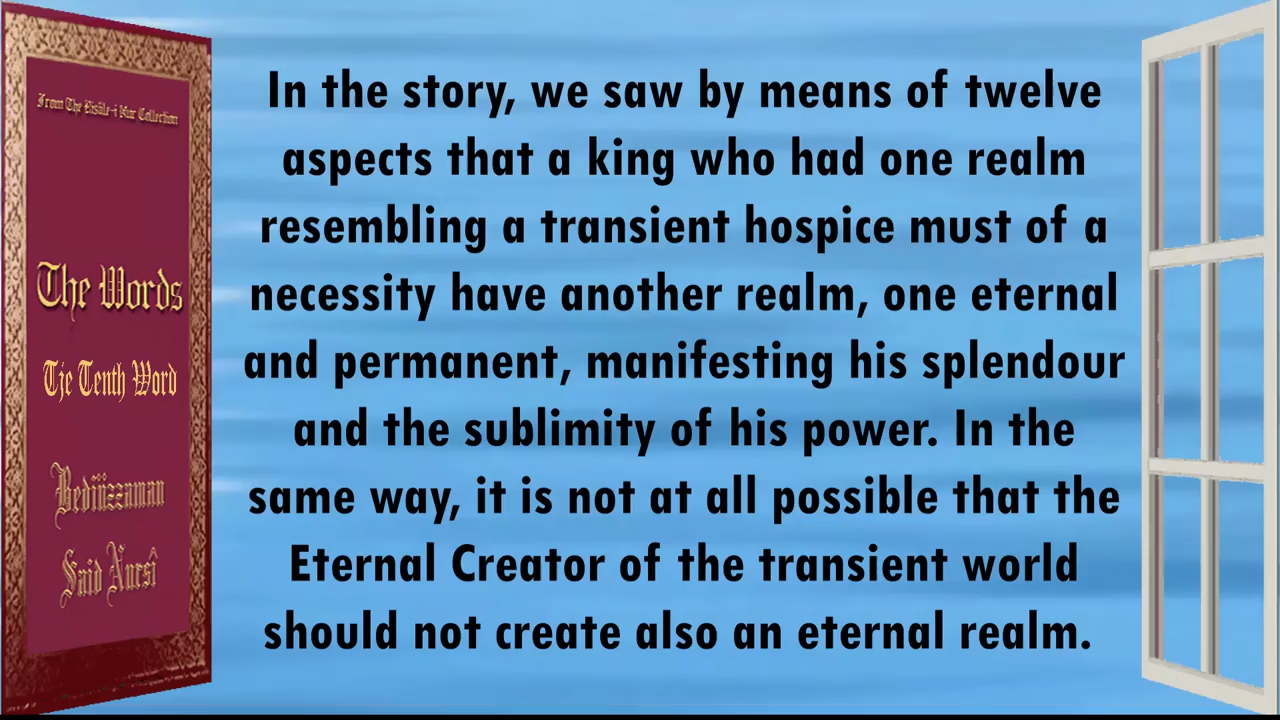 From The Risâle-i Nur Collection
The Words
Tje Tenth Word
Bediüzzaman
Said Nursî
In the story, we saw by means of twelve
aspects that a king who had one realm
resembling a transient hospice must of a
necessity have another realm, one eternal
and permanent, manifesting his splendour
and the sublimity of his power. In the
same way, it is not at all possible that the
Eternal Creator of the transient world
should not create also an eternal realm.